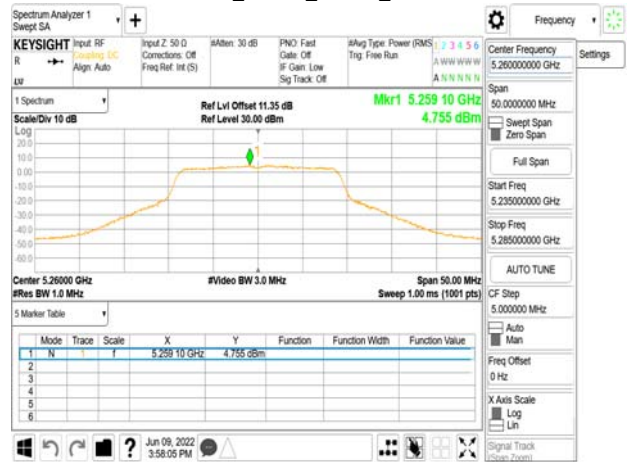 Spectrum Analyzer 1
Swept SA
+
Frequency
KEYSIGHT
R
Input: RF
Coupling: DC
Align: Auto
Input Z: 50 Ω
Corrections: Off
Freq Ref: Int (S)
#Atten: 30 dB
PNO: Fast
Gate: Off
IF Gain: Low
Sig Track: Off
#Avg Type: Power (RMS
Trig: Free Run
1 2 3 4 5 6
A W W W W W
A N N N N N
Center Frequency
5.260000000 GHz
Settings
Span
50.0000000 MHz
Swept Span
Zero Span
Full Span
Start Freq
5.235000000 GHz
Stop Freq
5.285000000 GHz
AUTO TUNE
CF Step
5.000000 MHz
Auto
Man
Freq Offset
0 Hz
X Axis Scale
Log
Lin
Signal Track
(Span Zoom)
1 Spectrum
Scale/Div 10 dB
Ref Lvl Offset 11.35 dB
Ref Level 30.00 dBm
Mkr1 5.259 10 GHz
4.755 dBm
Log
20.0
10.0
0.00
-10.0
-20.0
-30.0
-40.0
-50.0
-60.0
1
Center 5.26000 GHz
#Res BW 1.0 MHz
#Video BW 3.0 MHz
Span 50.00 MHz
Sweep 1.00 ms (1001 pts)
5 Marker Table
Mode Trace Scale X Y Function Function Width Function Value
1 N 1 f 5.259 10 GHz 4.755 dBm
2
3
4
5
6
?
Jun 09, 2022
3:58:05 PM